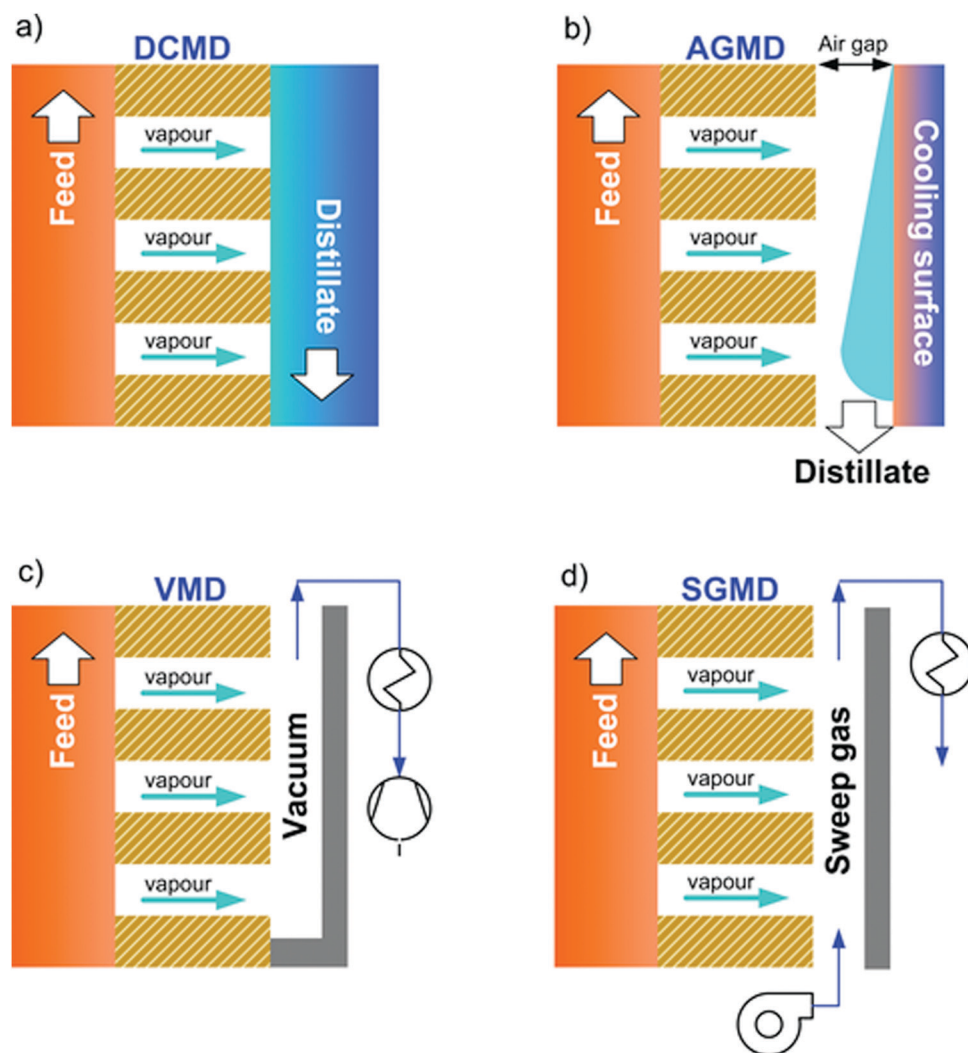 a)
DCMD
Feed
vapour
vapour
vapour
Distillate
b)
AGMD
Air gap
Feed
vapour
vapour
vapour
Cooling surface
Distillate
c)
VMD
Feed
vapour
vapour
vapour
Vacuum
d)
SGMD
Feed
vapour
vapour
vapour
Sweep gas